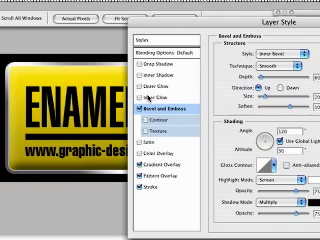 Scroll All Windows
Actual Pixels
Layer Style
Styles
Blending Options: Default
Drop Shadow
Inner Shadow
Outer Glow
Inner Glow
Bevel and Emboss
Contour
Texture
Satin
Color Overlay
Gradient Overlay
Pattern Overlay
Stroke
Bevel and Emboss
Structure
Style: Inner Bevel
Technique: Smooth
Depth:
Direction: Up Down
Size:
Soften:
Shading
Angle: 120
Use Global Light
Altitude: 30
Gloss Contour: Anti-aliased
Highlight Mode: Screen
Opacity:
Shadow Mode: Multiply
Opacity:
ENAME
www.graphic-des